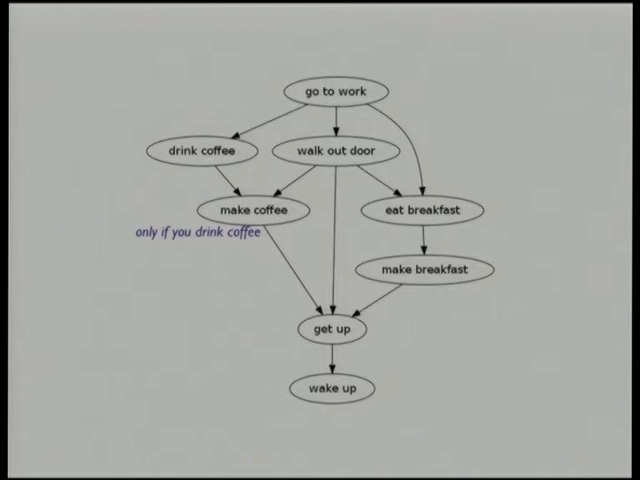 go to work
drink coffee
walk out door
make coffee
eat breakfast
only if you drink coffee
make breakfast
get up
wake up